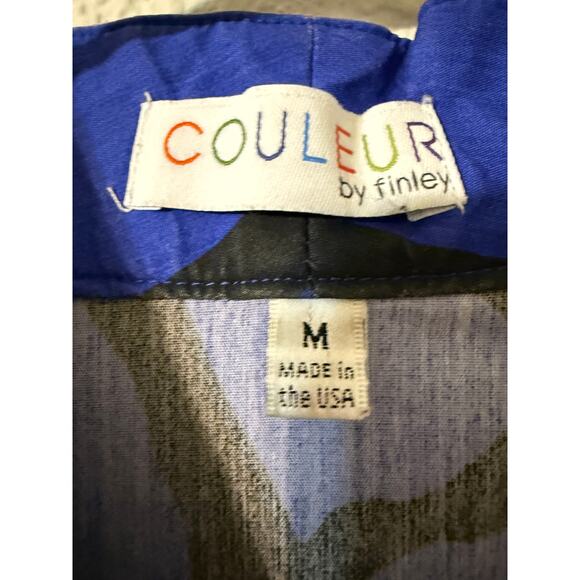 COULEUR
by finley
M
MADE in
the USA